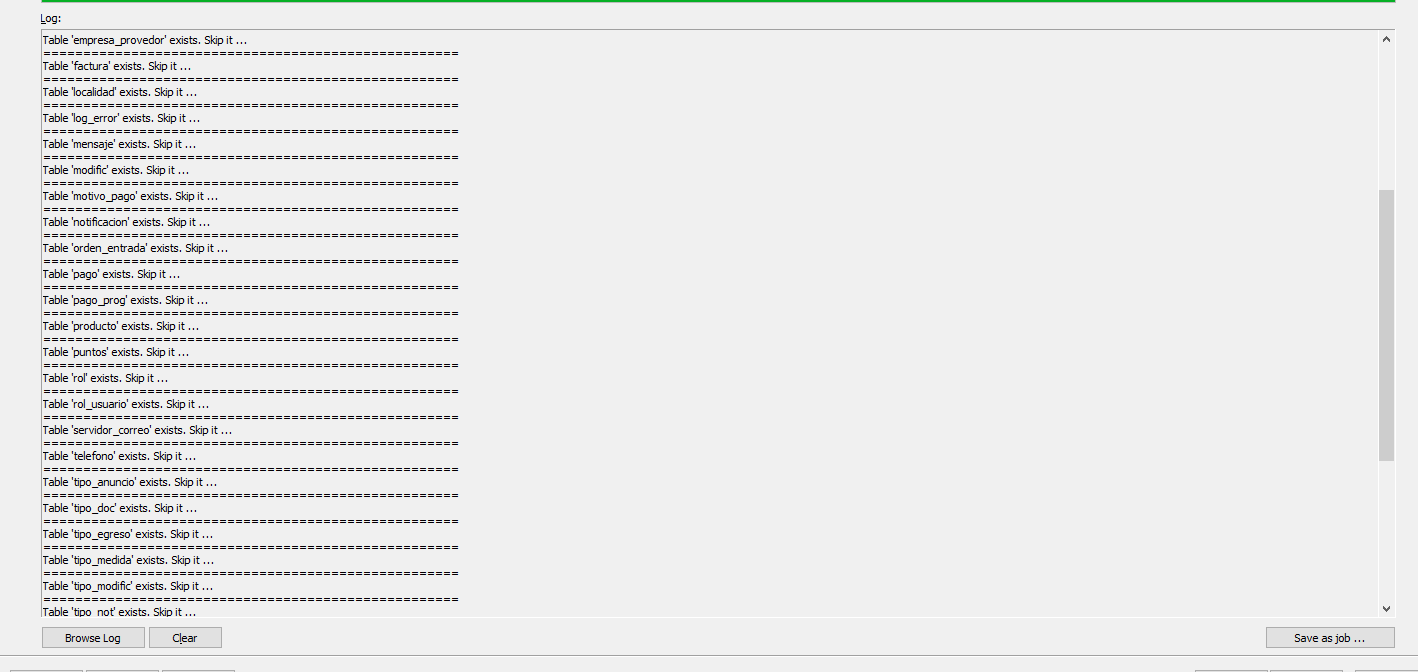 Log:
Table 'empresa_provedor' exists. Skip it ...
====================================================
Table 'factura' exists. Skip it ...
====================================================
Table 'localidad' exists. Skip it ...
====================================================
Table 'log_error' exists. Skip it ...
====================================================
Table 'mensaje' exists. Skip it ...
====================================================
Table 'modific' exists. Skip it ...
====================================================
Table 'motivo_pago' exists. Skip it ...
====================================================
Table 'notificacion' exists. Skip it ...
====================================================
Table 'orden_entrada' exists. Skip it ...
====================================================
Table 'pago' exists. Skip it ...
====================================================
Table 'pago_prog' exists. Skip it ...
====================================================
Table 'producto' exists. Skip it ...
====================================================
Table 'puntos' exists. Skip it ...
====================================================
Table 'rol' exists. Skip it ...
====================================================
Table 'rol_usuario' exists. Skip it ...
====================================================
Table 'servidor_correo' exists. Skip it ...
====================================================
Table 'telefono' exists. Skip it ...
====================================================
Table 'tipo_anuncio' exists. Skip it ...
====================================================
Table 'tipo_doc' exists. Skip it ...
====================================================
Table 'tipo_egreso' exists. Skip it ...
====================================================
Table 'tipo_medida' exists. Skip it ...
====================================================
Table 'tipo_modific' exists. Skip it ...
====================================================
Table 'tipo_not' exists. Skip it ...
Browse Log Clear Save as job ...